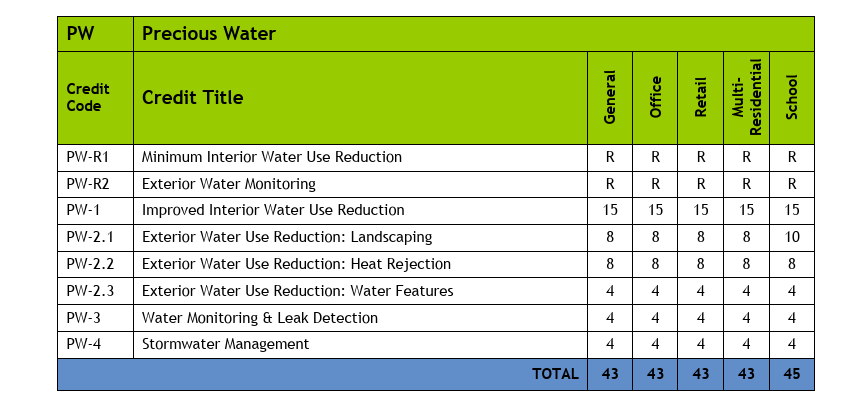 PW Precious Water
Credit Code Credit Title General Office Retail Multi-Residential School
PW-R1 Minimum Interior Water Use Reduction R R R R R
PW-R2 Exterior Water Monitoring R R R R R
PW-1 Improved Interior Water Use Reduction 15 15 15 15 15
PW-2.1 Exterior Water Use Reduction: Landscaping 8 8 8 8 10
PW-2.2 Exterior Water Use Reduction: Heat Rejection 8 8 8 8 8
PW-2.3 Exterior Water Use Reduction: Water Features 4 4 4 4 4
PW-3 Water Monitoring & Leak Detection 4 4 4 4 4
PW-4 Stormwater Management 4 4 4 4 4
TOTAL 43 43 43 43 45